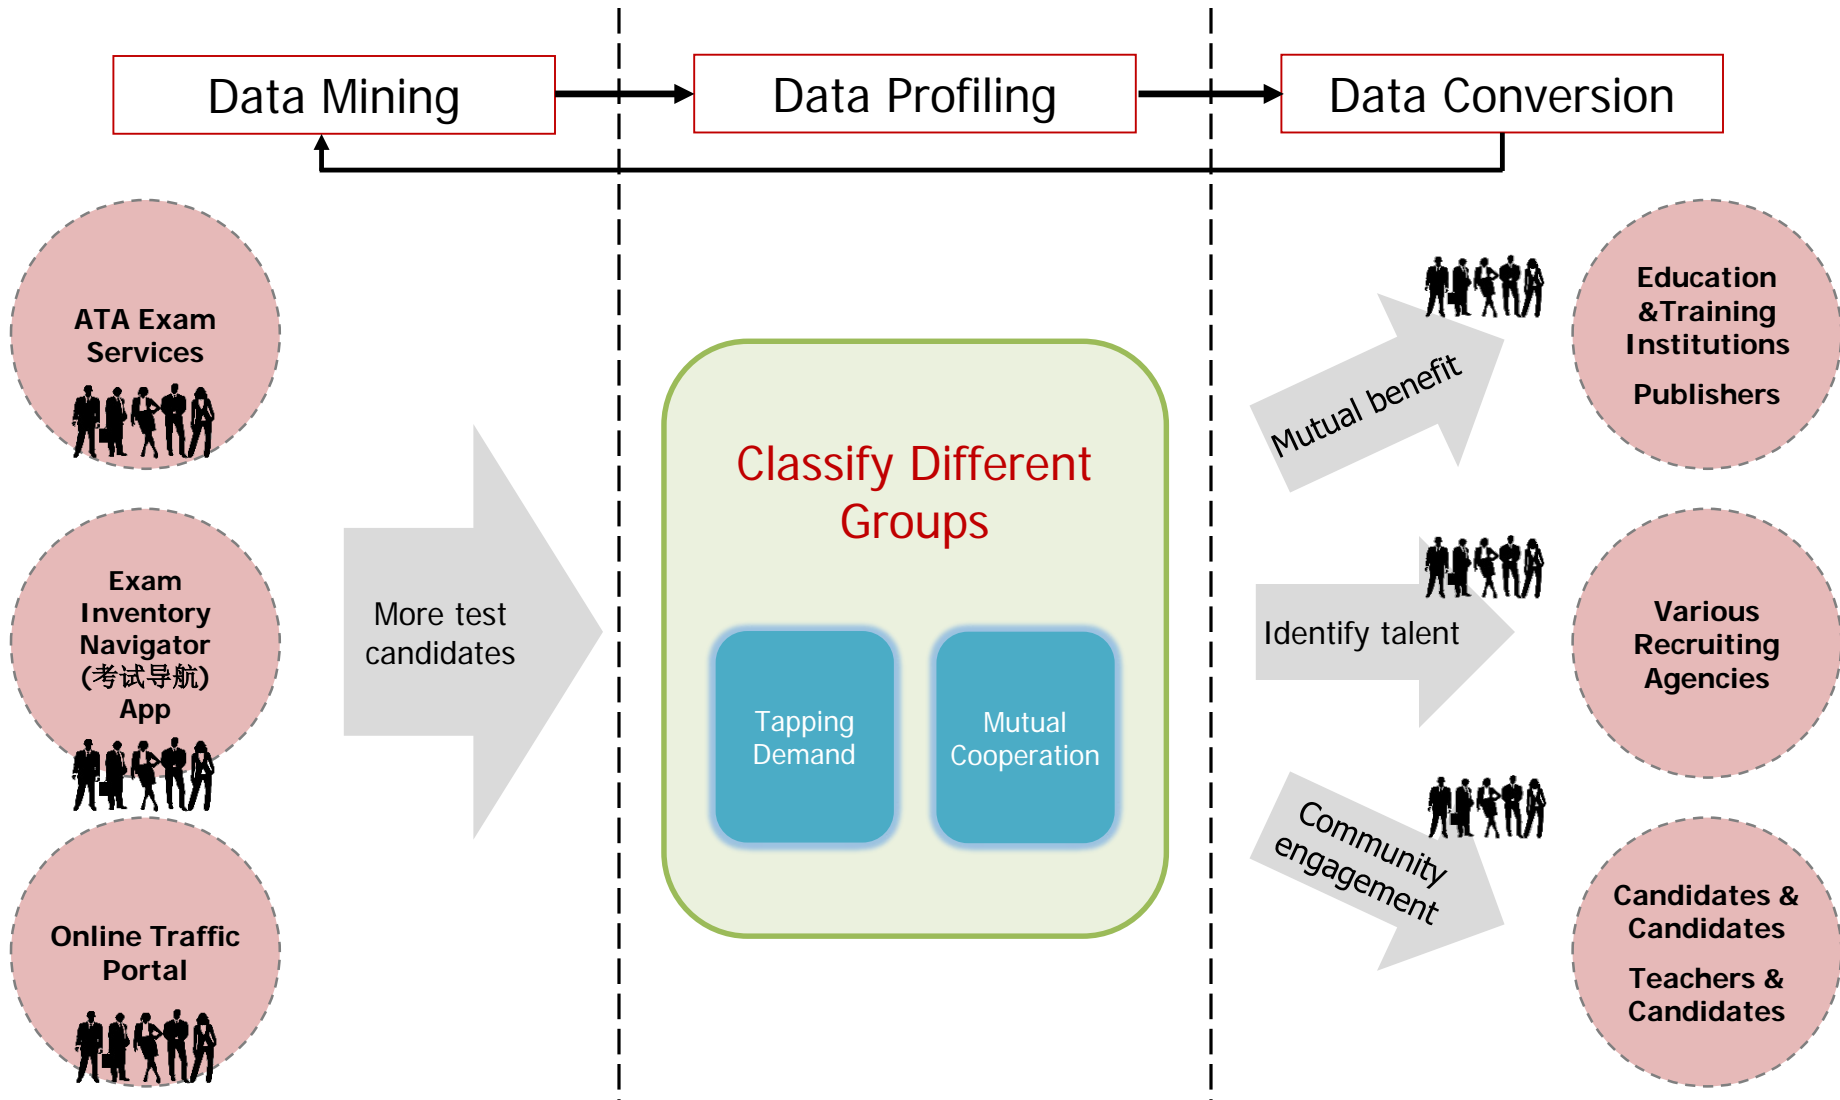 Data Mining
Data Profiling
Data Conversion
ATA Exam
Services
Exam
Inventory
Navigator
(考试导航)
App
Online Traffic
Portal
More test
candidates
Classify Different
Groups
Tapping
Demand
Mutual
Cooperation
Mutual benefit
Identify talent
Community
engagement
Education
&Training
Institutions
Publishers
Various
Recruiting
Agencies
Candidates &
Candidates
Teachers &
Candidates